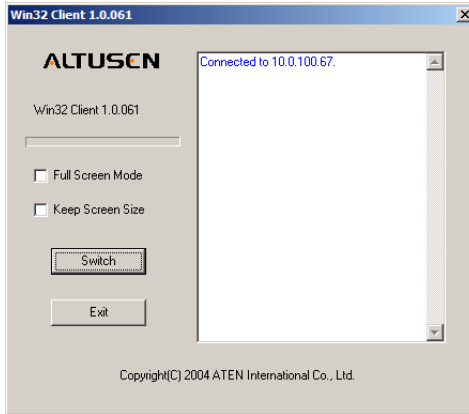 Win32 Client 1.0.061
ALTUSEN
Win32 Client 1.0.061
Full Screen Mode
Keep Screen Size
Switch
Exit
Connected to 10.0.100.67.
Copyright(C) 2004 ATEN International Co., Ltd.